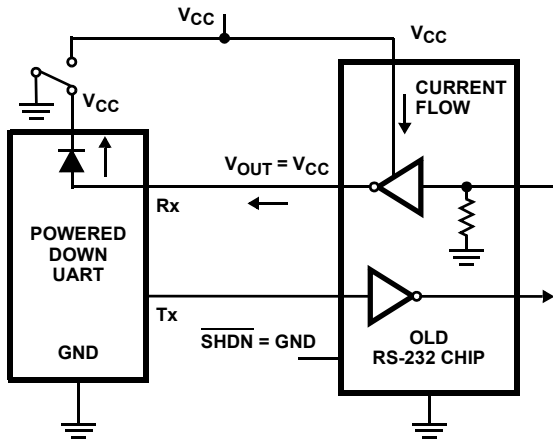 VCC
VCC
VCC
CURRENT
FLOW
VOUT = VCC
Rx
POWERED
DOWN
UART
Tx
GND
SHDN = GND
OLD
RS-232 CHIP